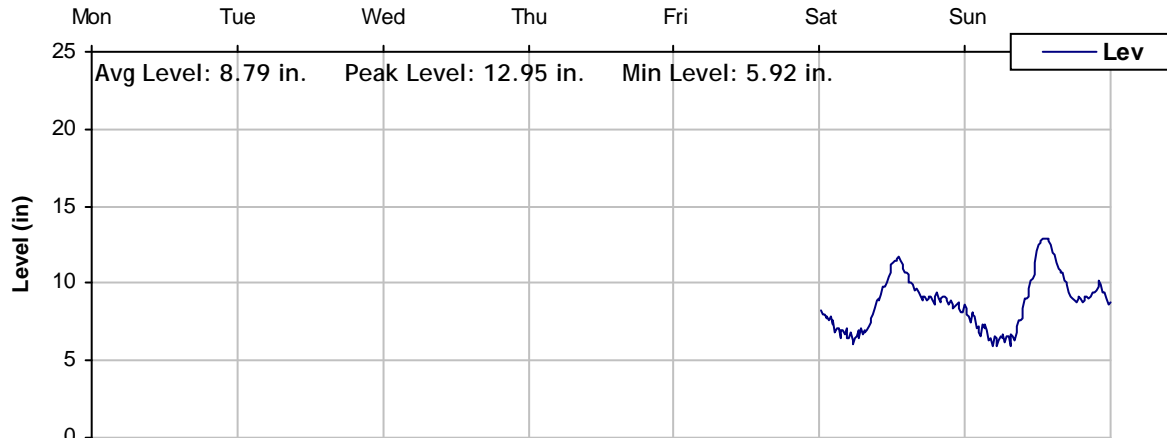 Mon Tue Wed Thu Fri Sat Sun
25
Lev
Avg Level: 8.79 in. Peak Level: 12.95 in. Min Level: 5.92 in.
20
15
Level (in)
10
5
0